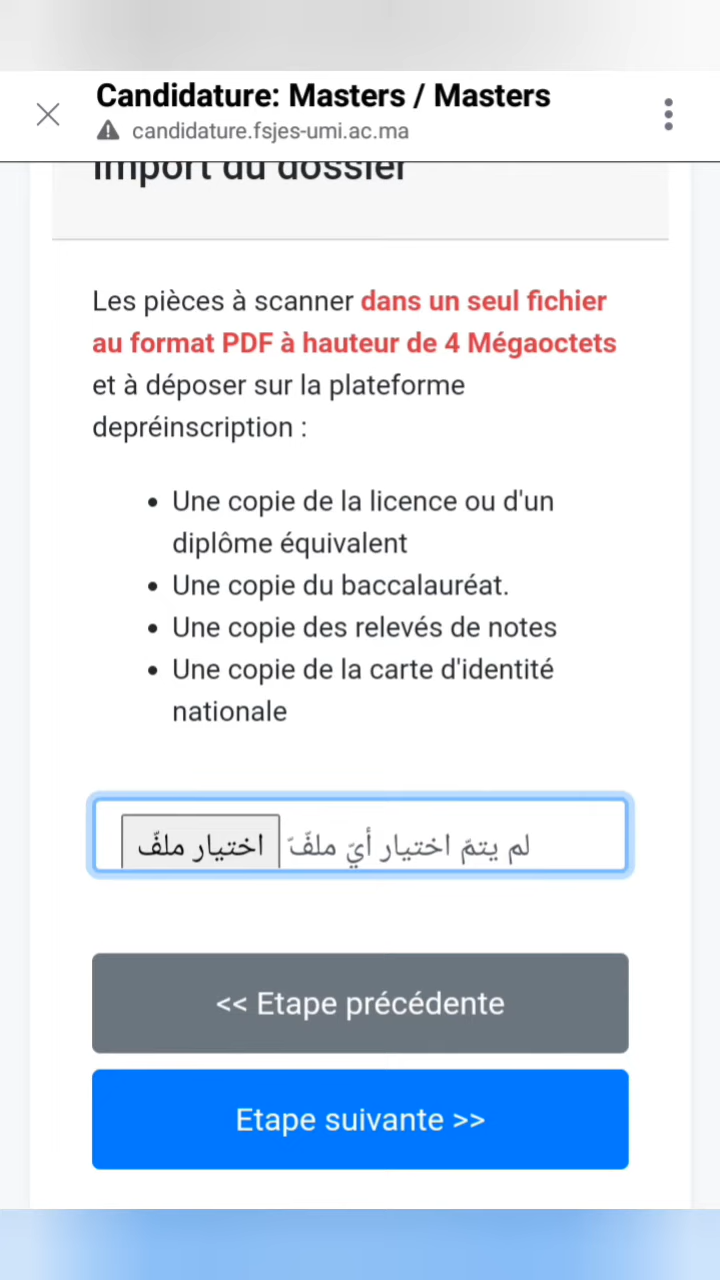 Candidature: Masters / Masters
candidature.fsjes-umi.ac.ma
Import du dossier
Les pièces à scanner dans un seul fichier
au format PDF à hauteur de 4 Mégaoctets
et à déposer sur la plateforme
depréinscription :
• Une copie de la licence ou d'un
diplôme équivalent
• Une copie du baccalauréat.
• Une copie des relevés de notes
• Une copie de la carte d'identité
nationale
اختيار ملفّ لم يتمّ اختيار أيّ ملفّ
<< Etape précédente
Etape suivante >>